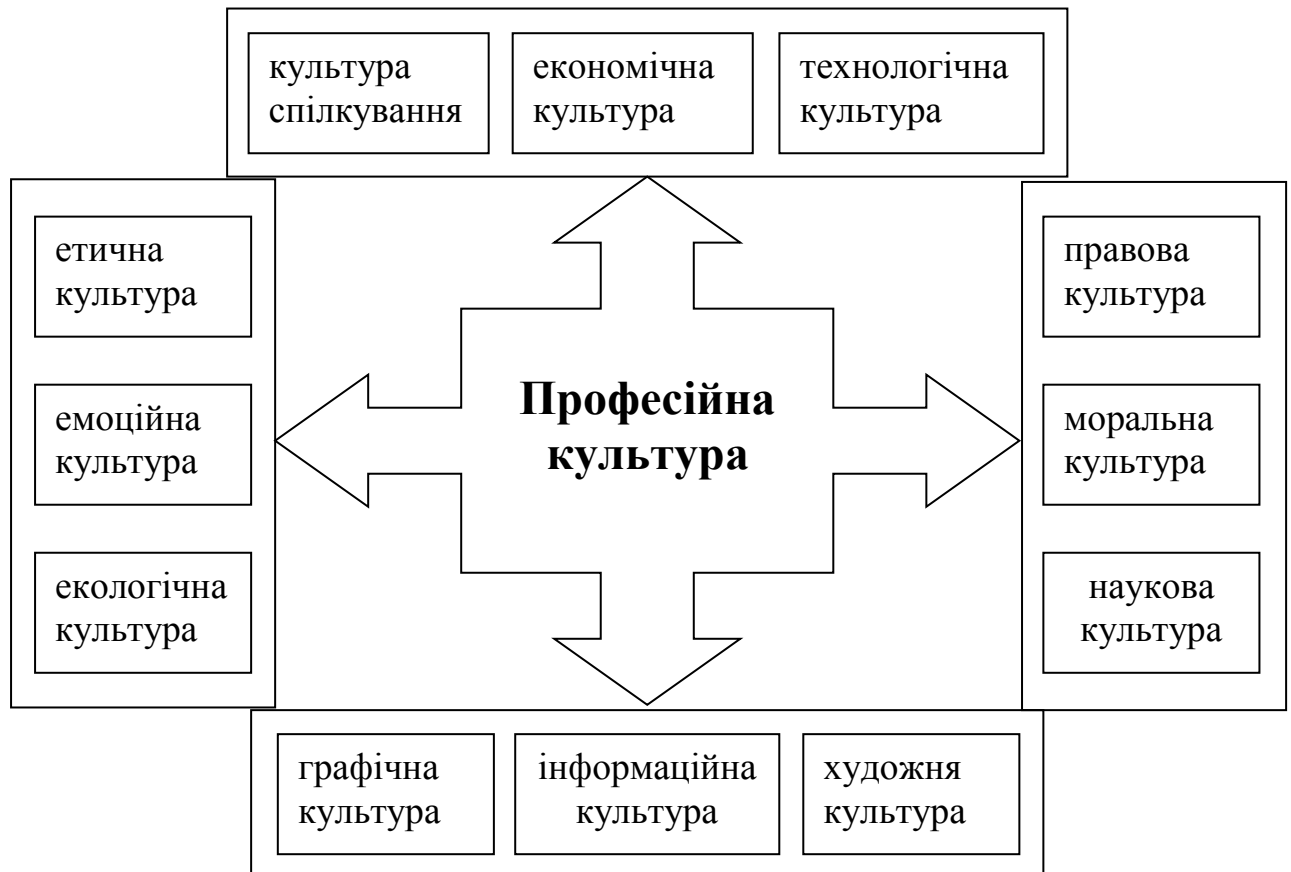 культура
спілкування
економічна
культура
технологічна
культура
етична
культура
емоційна
культура
екологічна
культура
Професійна
культура
правова
культура
моральна
культура
наукова
культура
графічна
культура
інформаційна
культура
художня
культура